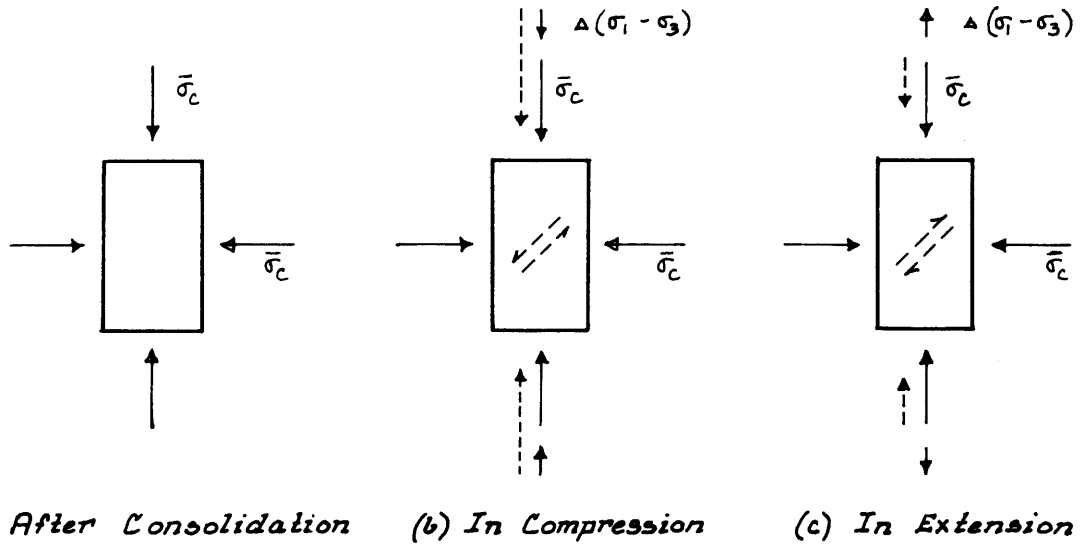 Δ(σ₁ - σ₃)
Δ(σ₁ - σ₃)
σ̄c
σ̄c
σ̄c
σ̄c
σ̄c
σ̄c
After Consolidation
(b) In Compression
(c) In Extension